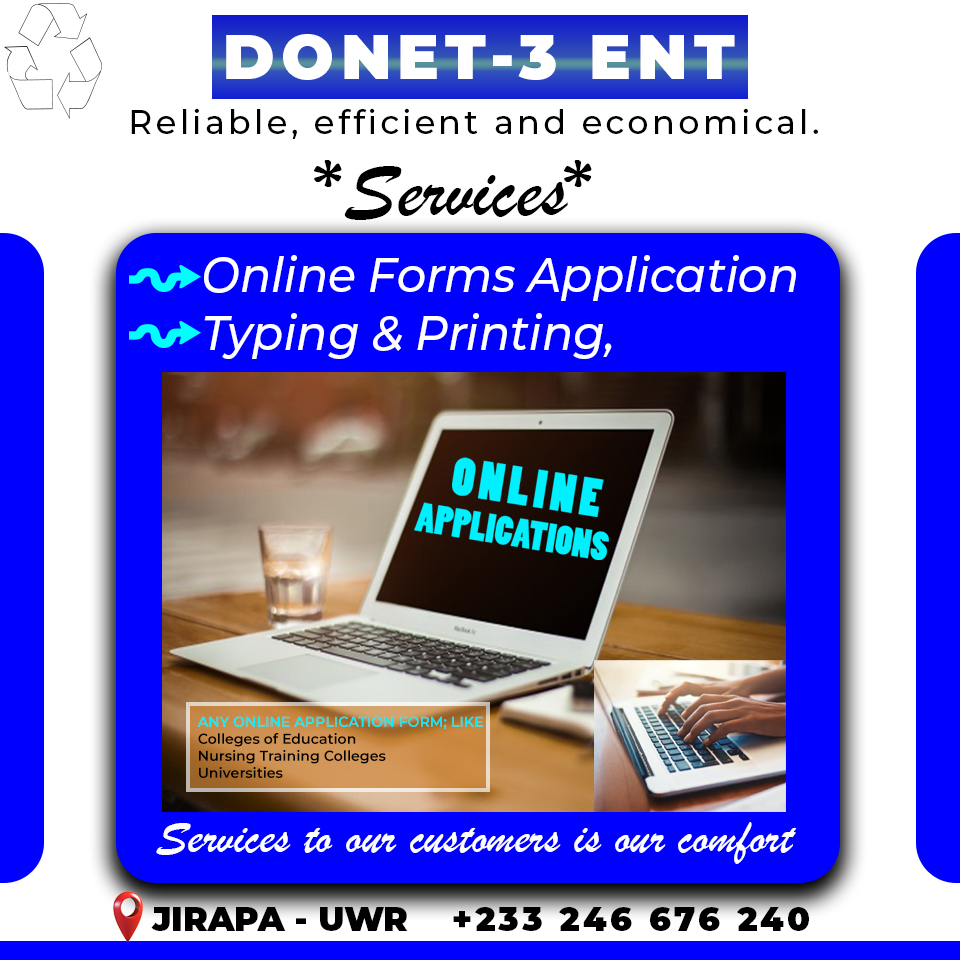 DONET-3 ENT
Reliable, efficient and economical.
*Services*
Online Forms Application
Typing & Printing,
ONLINE
APPLICATIONS
MacBook Air
ANY ONLINE APPLICATION FORM; LIKE
Colleges of Education
Nursing Training Colleges
Universities
Services to our customers is our comfort
JIRAPA - UWR +233 246 676 240